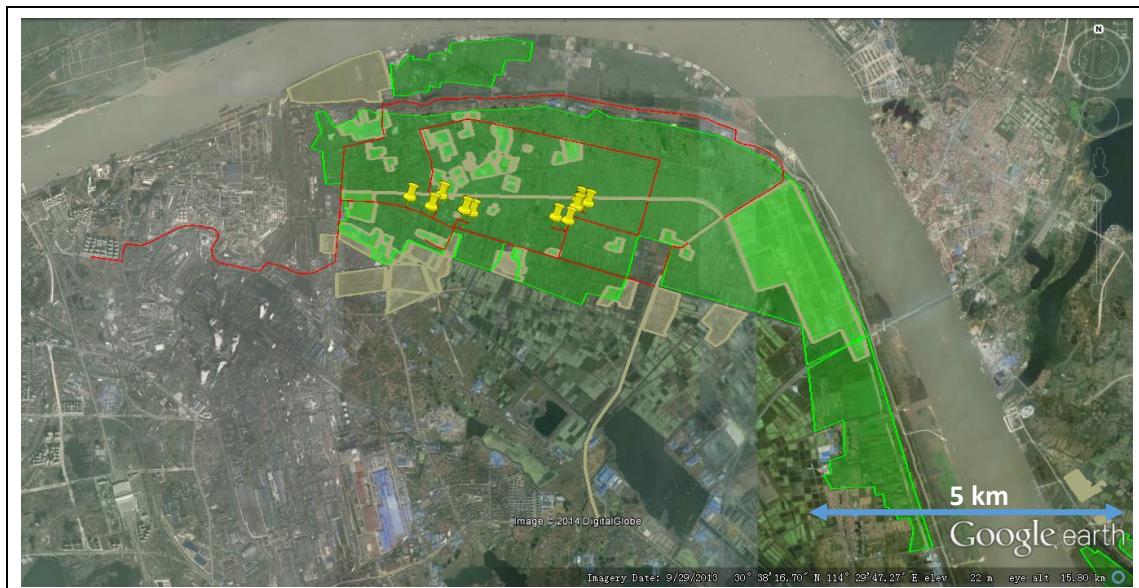 N
5 km
Image © 2014 DigitalGlobe
Google earth
Imagery Date: 9/29/2013 30°38'16.70" N 114°29'47.27" E elev 22 m eye alt 15.80 km